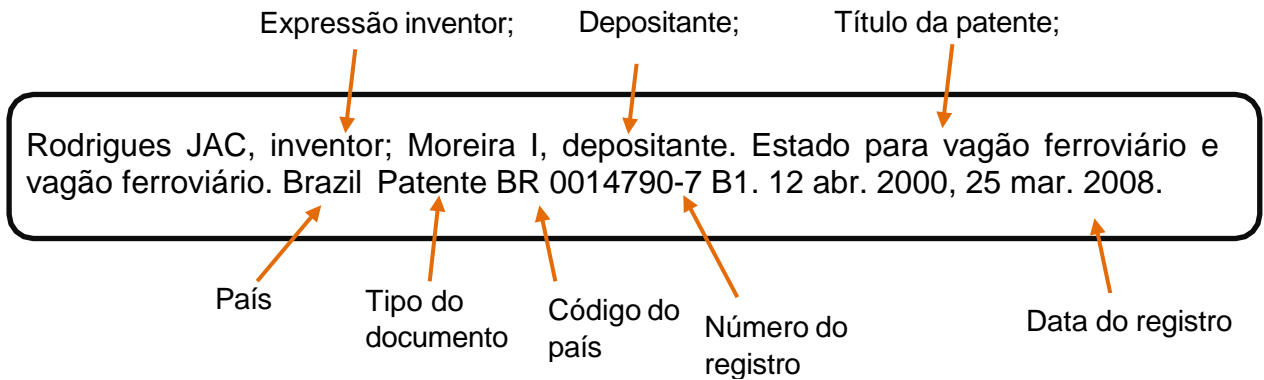 Expressão inventor; Depositante; Título da patente;
Rodrigues JAC, inventor; Moreira I, depositante. Estado para vagão ferroviário e
vagão ferroviário. Brazil Patente BR 0014790-7 B1. 12 abr. 2000, 25 mar. 2008.
País
Tipo do
documento
Código do
país
Número do
registro
Data do registro